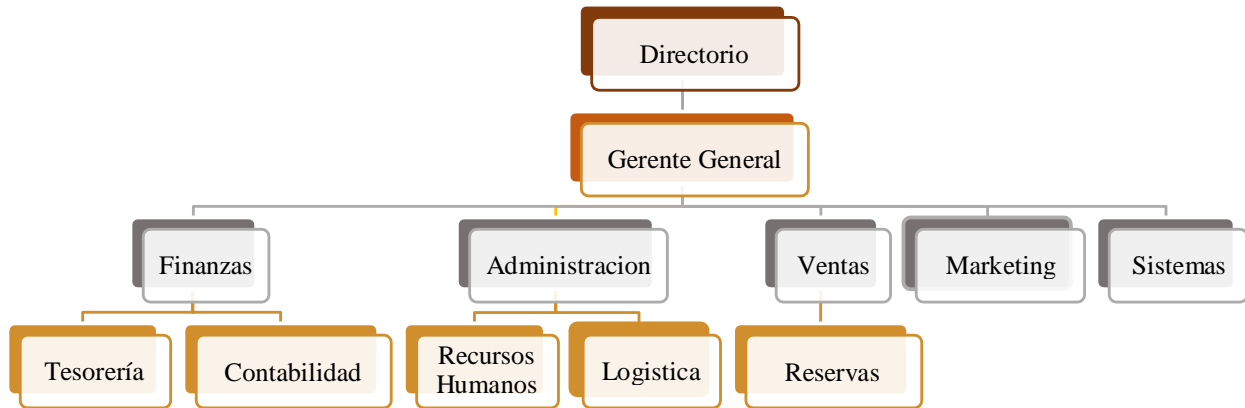 Directorio
Gerente General
Finanzas
Administracion
Ventas
Marketing
Sistemas
Tesorería
Contabilidad
Recursos
Humanos
Logistica
Reservas